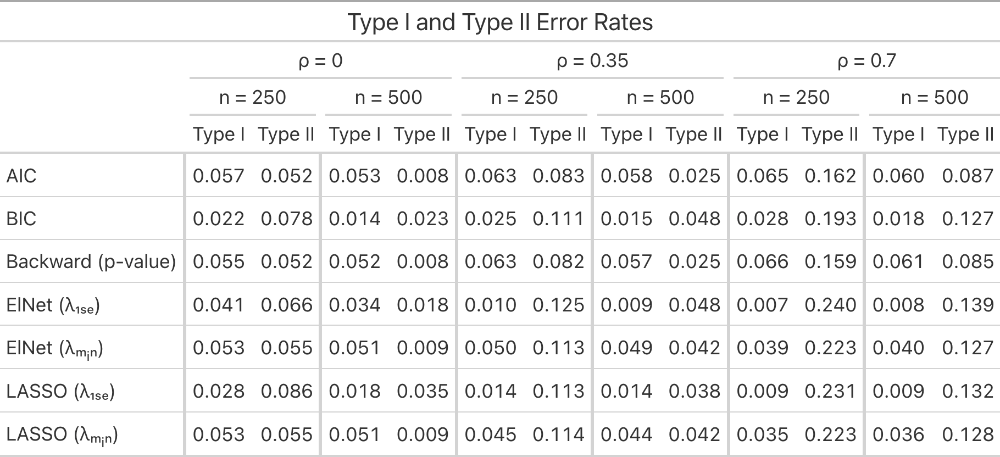 Type I and Type II Error Rates
ρ = 0 ρ = 0.35 ρ = 0.7
n = 250 n = 500 n = 250 n = 500 n = 250 n = 500
Type I Type II Type I Type II Type I Type II Type I Type II Type I Type II Type I Type II
AIC 0.057 0.052 0.053 0.008 0.063 0.083 0.058 0.025 0.065 0.162 0.060 0.087
BIC 0.022 0.078 0.014 0.023 0.025 0.111 0.015 0.048 0.028 0.193 0.018 0.127
Backward (p-value) 0.055 0.052 0.052 0.008 0.063 0.082 0.057 0.025 0.066 0.159 0.061 0.085
ElNet (λ₁ₛₑ) 0.041 0.066 0.034 0.018 0.010 0.125 0.009 0.048 0.007 0.240 0.008 0.139
ElNet (λₘᵢₙ) 0.053 0.055 0.051 0.009 0.050 0.113 0.049 0.042 0.039 0.223 0.040 0.127
LASSO (λ₁ₛₑ) 0.028 0.086 0.018 0.035 0.014 0.113 0.014 0.038 0.009 0.231 0.009 0.132
LASSO (λₘᵢₙ) 0.053 0.055 0.051 0.009 0.045 0.114 0.044 0.042 0.035 0.223 0.036 0.128